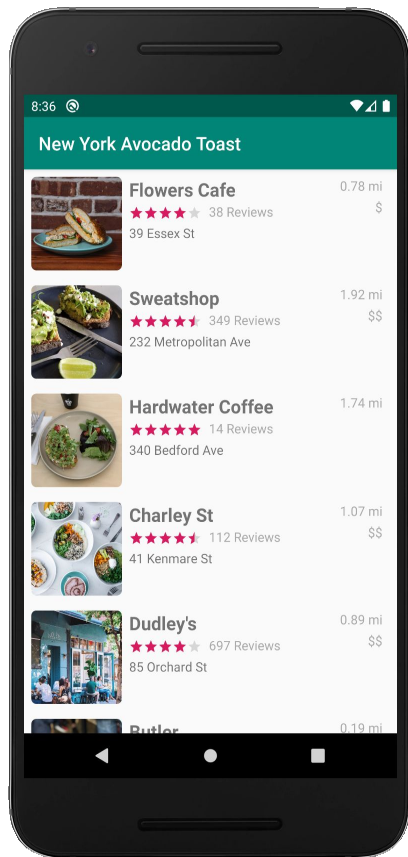 8:36
New York Avocado Toast
Flowers Cafe 0.78 mi
38 Reviews $
39 Essex St
Sweatshop 1.92 mi
349 Reviews $$
232 Metropolitan Ave
Hardwater Coffee 1.74 mi
14 Reviews
340 Bedford Ave
Charley St 1.07 mi
112 Reviews $$
41 Kenmare St
Dudley's 0.89 mi
697 Reviews $$
85 Orchard St
Butler 0.19 mi